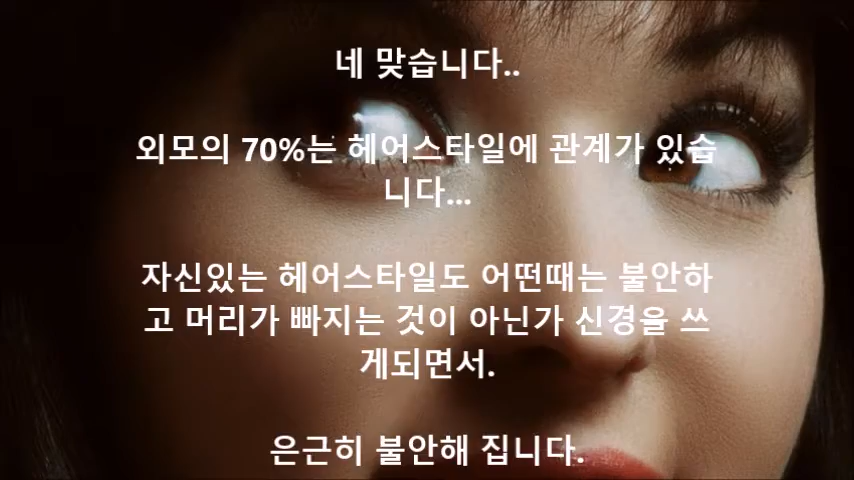 네 맞습니다..
외모의 70%는 헤어스타일에 관계가 있습
니다...
자신있는 헤어스타일도 어떤때는 불안하
고 머리가 빠지는 것이 아닌가 신경을 쓰
게되면서.
은근히 불안해 집니다.